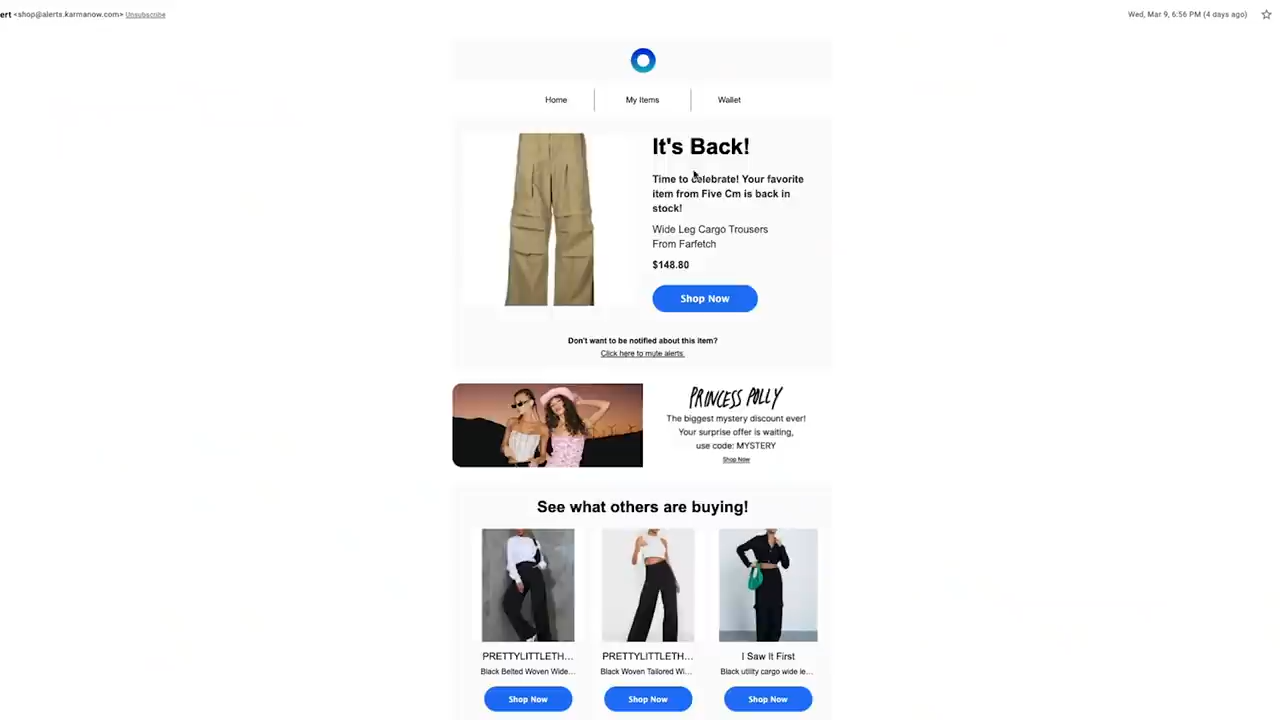 ert <shop@alerts.karmanow.com> Unsubscribe
Wed, Mar 9, 6:56 PM (4 days ago)
Home
My Items
Wallet
It's Back!
Time to celebrate! Your favorite
item from Five Cm is back in
stock!
Wide Leg Cargo Trousers
From Farfetch
$148.80
Shop Now
Don't want to be notified about this item?
Click here to mute alerts.
PRINCESS POLLY
The biggest mystery discount ever!
Your surprise offer is waiting,
use code: MYSTERY
Shop Now
See what others are buying!
PRETTYLITTLETH...
Black Belted Woven Wide...
Shop Now
PRETTYLITTLETH...
Black Woven Tailored Wi...
Shop Now
I Saw It First
Black utility cargo wide le...
Shop Now